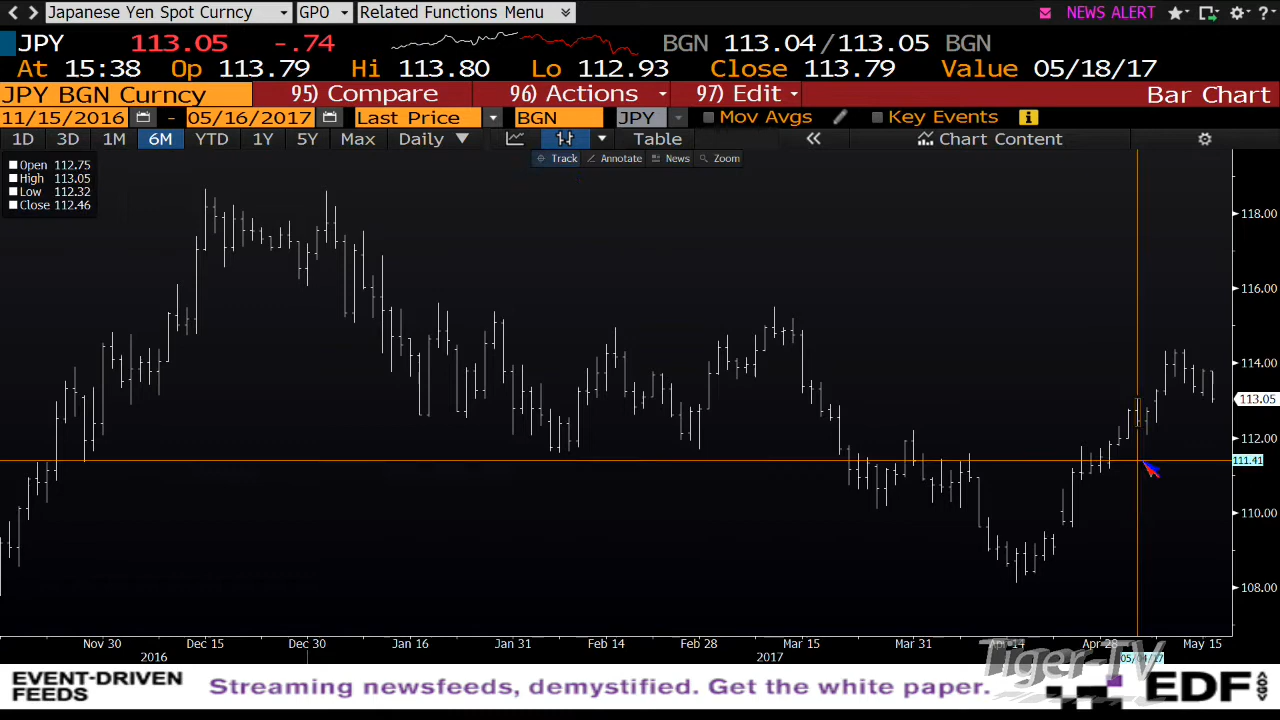 Japanese Yen Spot Curncy GPO Related Functions Menu NEWS ALERT ?
JPY 113.05 -.74 BGN 113.04/113.05 BGN
At 15:38 Op 113.79 Hi 113.80 Lo 112.93 Close 113.79 Value 05/18/17
JPY BGN Curncy 95) Compare 96) Actions 97) Edit Bar Chart
11/15/2016 - 05/16/2017 Last Price BGN JPY Mov Avgs Key Events
1D 3D 1M 6M YTD 1Y 5Y Max Daily Table Chart Content
Track Annotate News Zoom
Open 112.75
High 113.05
Low 112.32
Close 112.46
118.00
116.00
114.00
113.05
112.00
111.41
110.00
108.00
Nov 30 Dec 15 Dec 30 Jan 16 Jan 31 Feb 14 Feb 28 Mar 15 Mar 31 Apr 14 Apr 28 May 15
2016 2017 05/04/17
Tiger-TV
EVENT-DRIVEN
FEEDS
Streaming newsfeeds, demystified. Get the white paper.
EDF